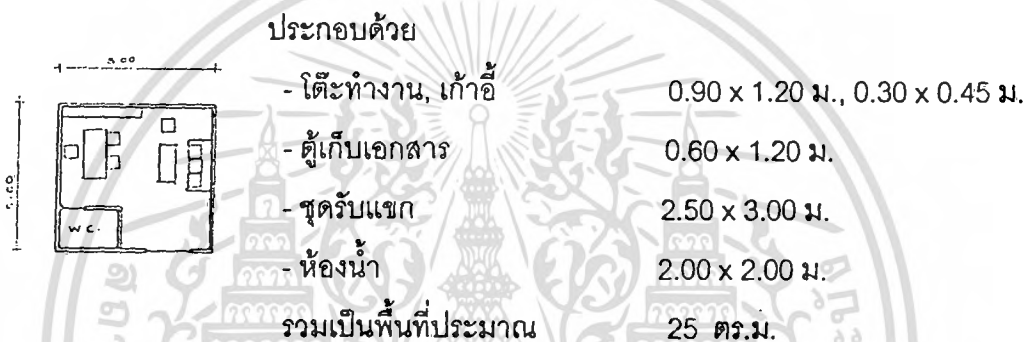 ประกอบด้วย
5.00
- โต๊ะทำงาน, เก้าอี้ 0.90 x 1.20 ม., 0.30 x 0.45 ม.
- ตู้เก็บเอกสาร 0.60 x 1.20 ม.
5.00
- ชุดรับแขก 2.50 x 3.00 ม.
W.C.
- ห้องน้ำ 2.00 x 2.00 ม.
รวมเป็นพื้นที่ประมาณ 25 ตร.ม.